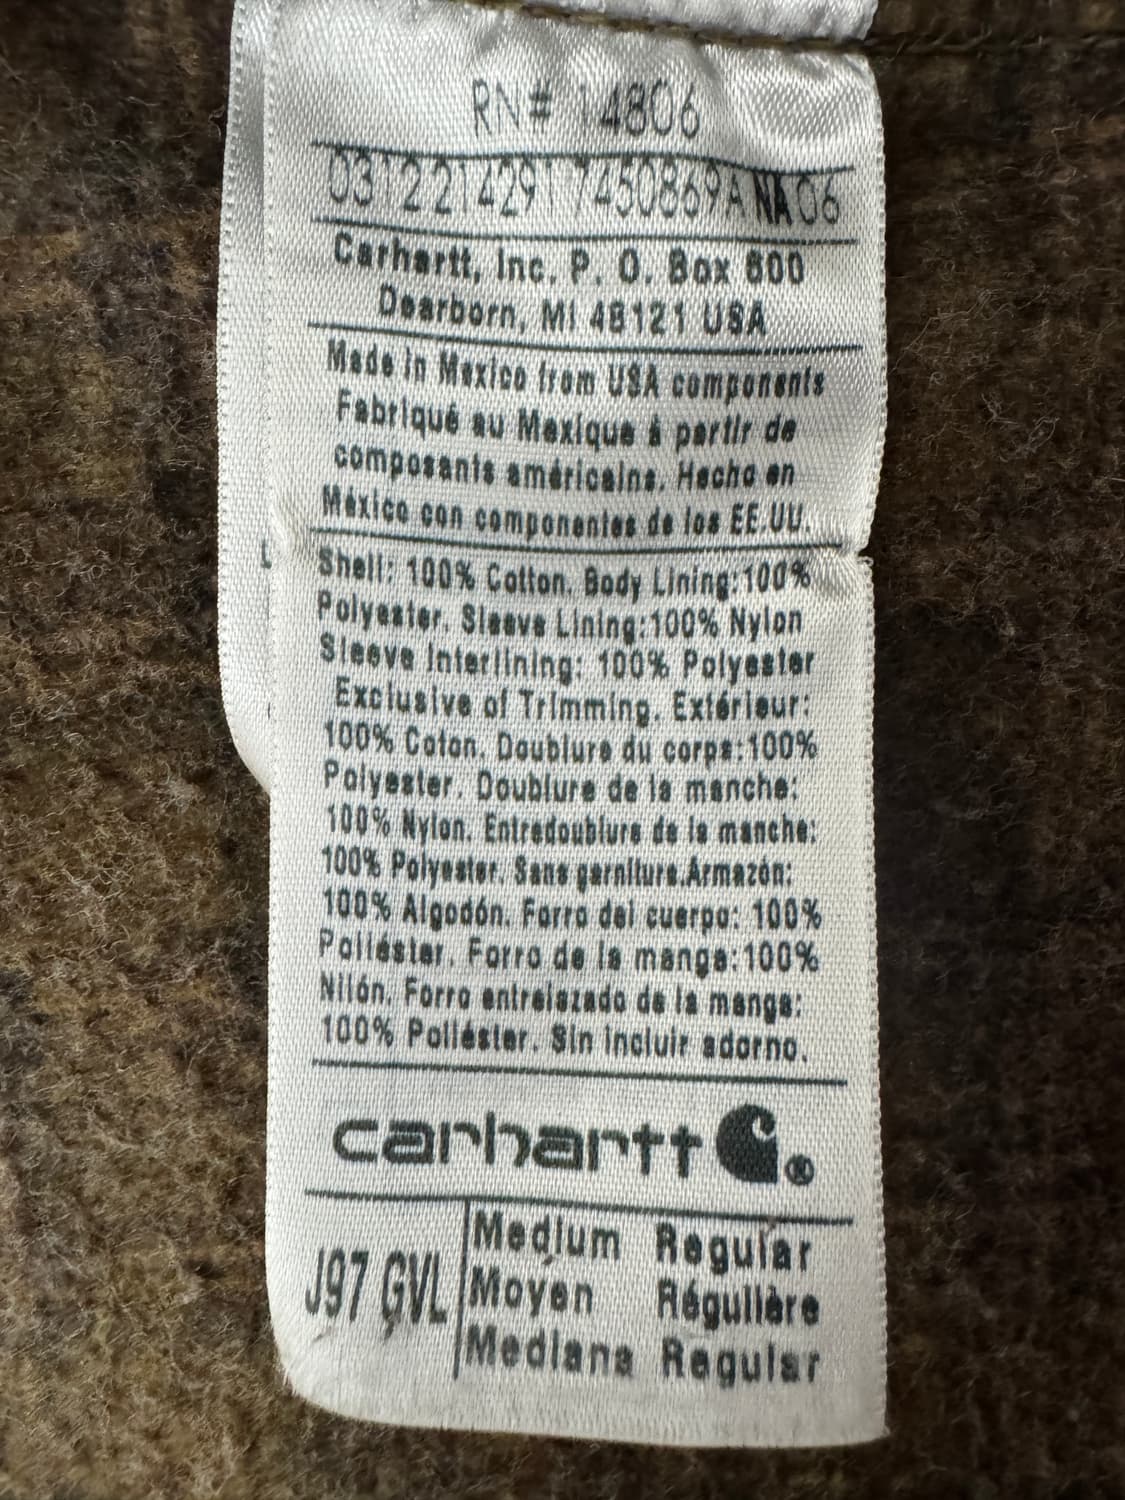 RN# 14806
0312214291 7450869A NA 06
Carhartt, Inc. P. O. Box 600
Dearborn, MI 48121 USA
Made in Mexico from USA components
Fabriqué au Mexique à partir de
composants américains. Hecho en
México con componentes de los EE.UU.
Shell: 100% Cotton. Body Lining:100%
Polyester. Sleeve Lining:100% Nylon
Sleeve Interlining: 100% Polyester
Exclusive of Trimming. Extérieur:
100% Coton. Doublure du corps:100%
Polyester. Doublure de la manche:
100% Nylon. Entredoublure de la manche:
100% Polyester. Sans garniture.Armazón:
100% Algodón. Forro del cuerpo: 100%
Poliéster. Forro de la manga:100%
Nilón. Forro entrelazado de la manga:
100% Poliéster. Sin incluir adorno.
carhartt ®
J97 GVL
Medium Regular
Moyen Régulière
Mediana Regular